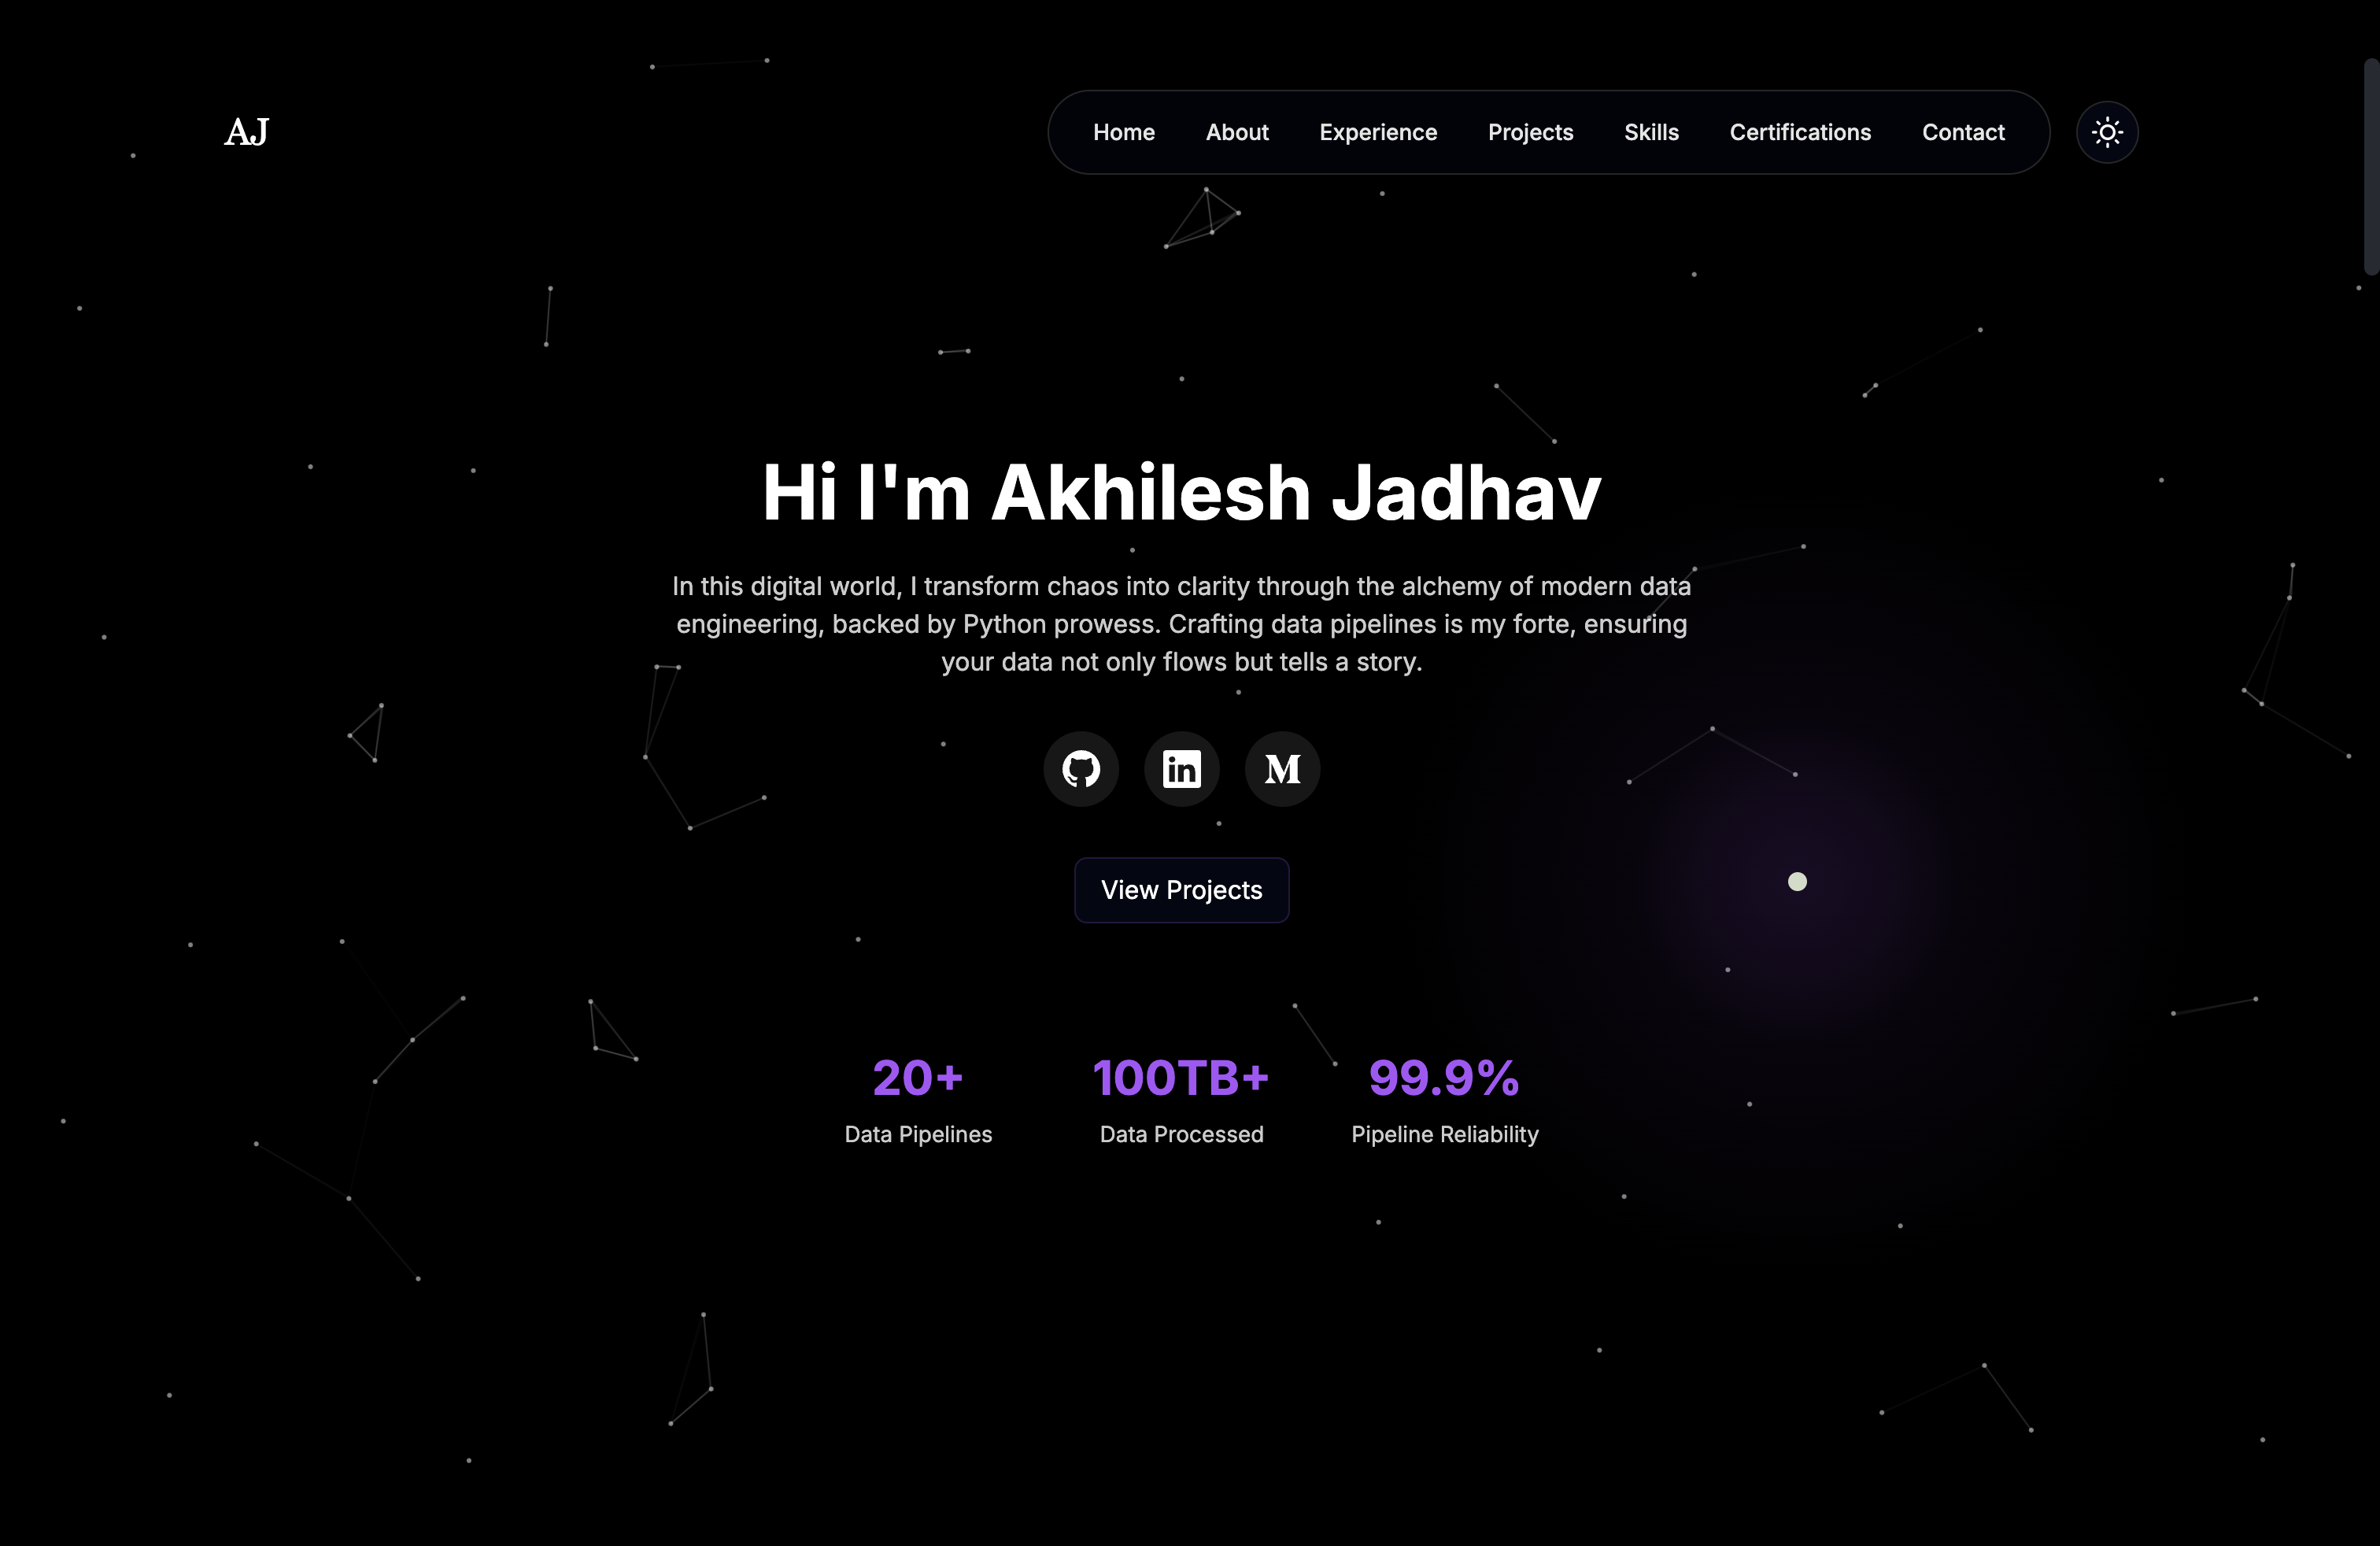 AJ
Home About Experience Projects Skills Certifications Contact
Hi I'm Akhilesh Jadhav
In this digital world, I transform chaos into clarity through the alchemy of modern data
engineering, backed by Python prowess. Crafting data pipelines is my forte, ensuring
your data not only flows but tells a story.
View Projects
20+ 100TB+ 99.9%
Data Pipelines Data Processed Pipeline Reliability